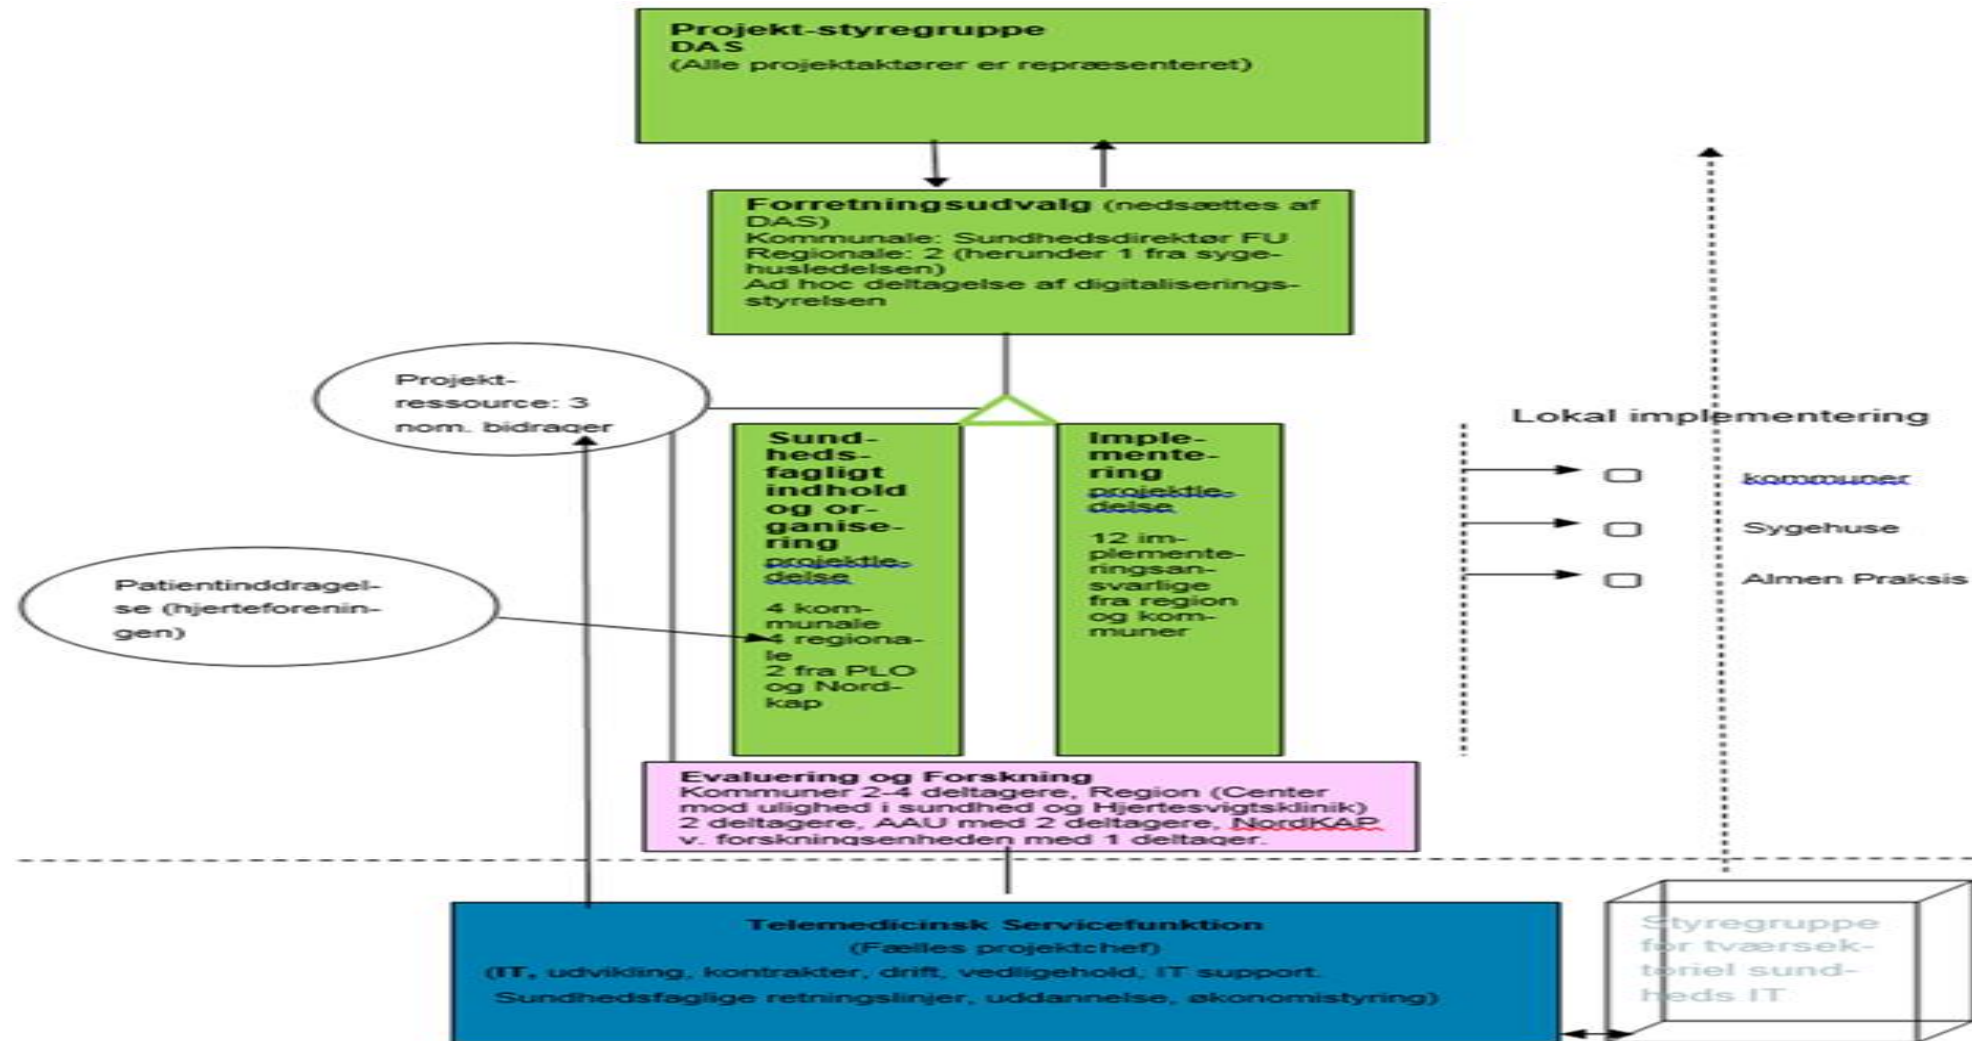 Projekt-styregruppe
DAS
(Alle projektaktører er repræsenteret)
Forretningsudvalg (nedsættes af
DAS)
Kommunale: Sundhedsdirektør FU
Regionale: 2 (herunder 1 fra syge-
husledelsen)
Ad hoc deltagelse af digitaliserings-
styrelsen
Projekt-
ressource: 3
nom. bidrager
Patientinddragel-
se (hjerteforenin-
gen)
Sund-
heds-
fagligt
indhold
og or-
ganise-
ring
projektle-
delse
4 kom-
munale
4 regiona-
le
2 fra PLO
og Nord-
kap
Imple-
mente-
ring
projektle-
delse
12 im-
plemente-
ringsan-
svarlige
fra region
og kom-
muner
Lokal implementering
kommuner
Sygehuse
Almen Praksis
Evaluering og Forskning
Kommuner 2-4 deltagere, Region (Center
mod ulighed i sundhed og Hjertesvigtsklinik)
2 deltagere, AAU med 2 deltagere, NordKAP
v. forskningsenheden med 1 deltager.
Telemedicinsk Servicefunktion
(Fælles projektchef)
(IT, udvikling, kontrakter, drift, vedligehold, IT support.
Sundhedsfaglige retningslinjer, uddannelse, økonomistyring)
Styregruppe
for tværsek-
toriel sund-
heds IT